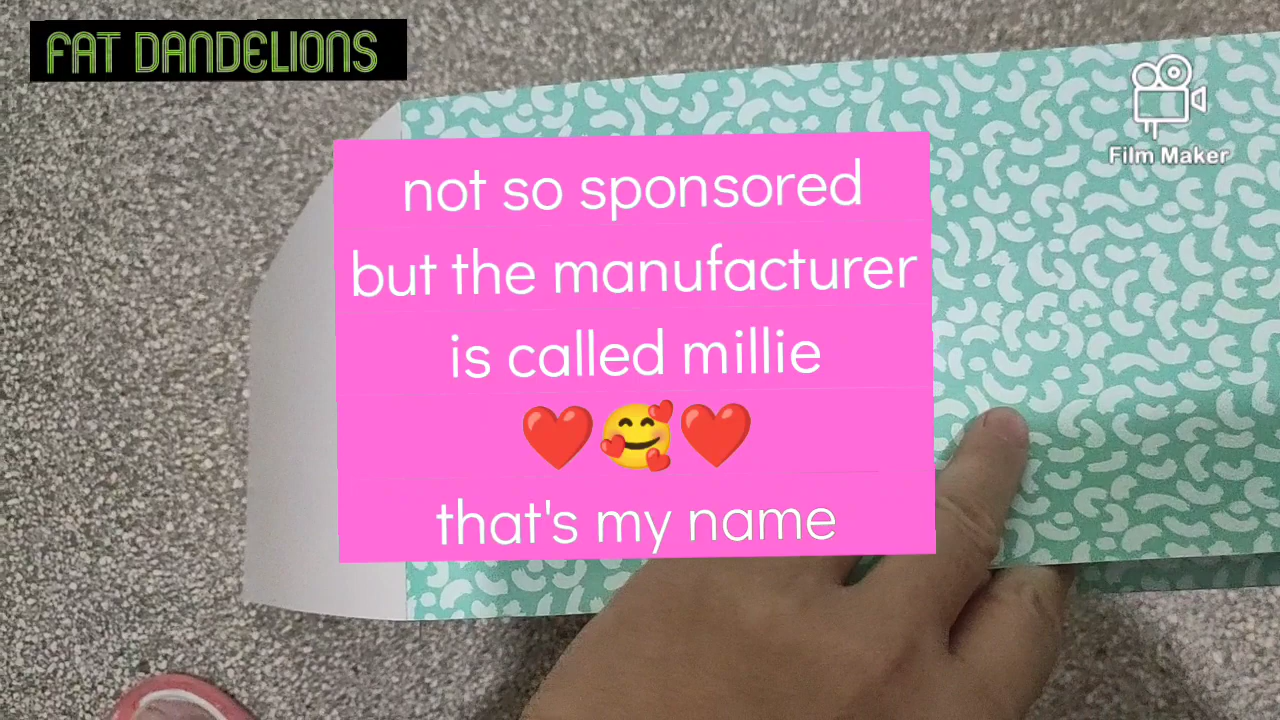 FAT DANDELIONS
Film Maker
not so sponsored
but the manufacturer
is called millie
❤️🥰❤️
that's my name